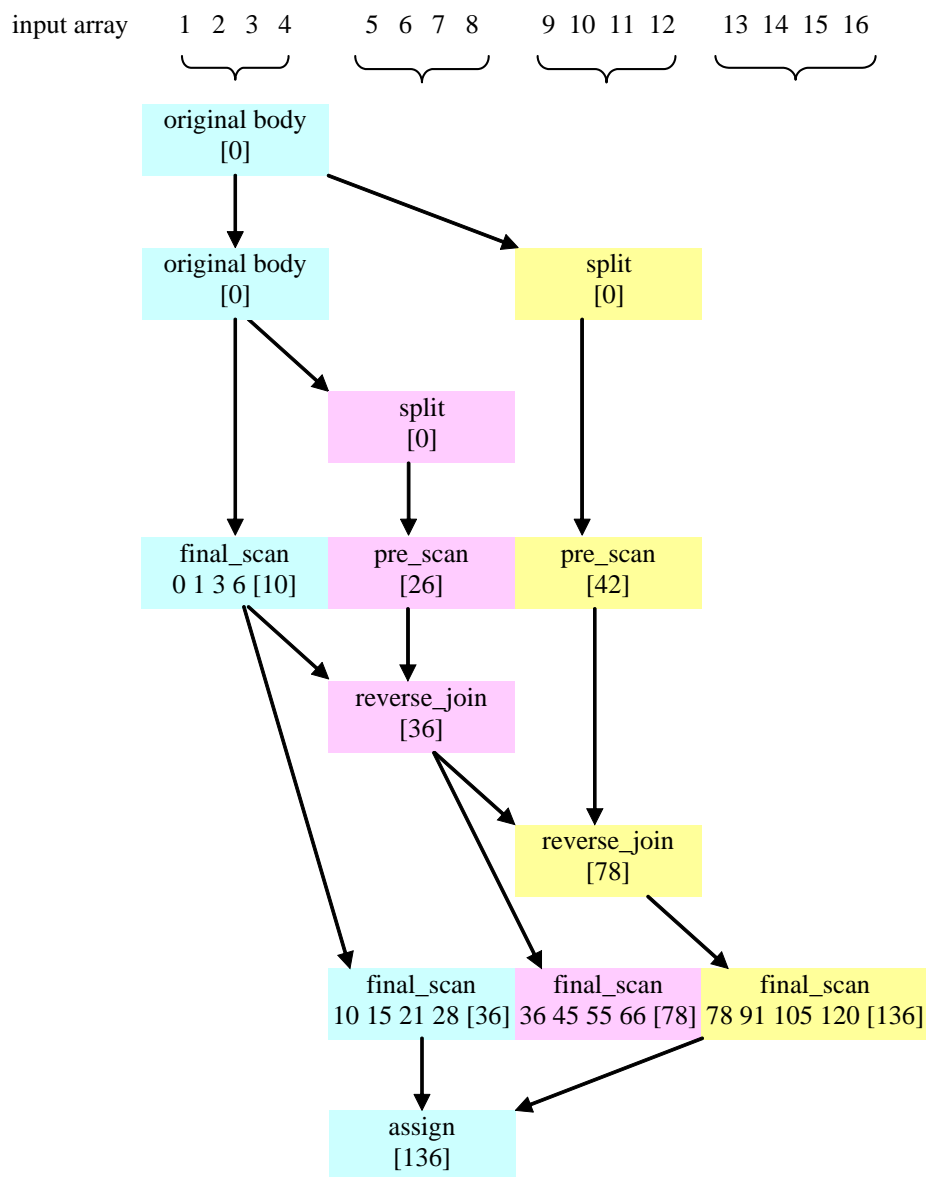 input array 1 2 3 4 5 6 7 8 9 10 11 12 13 14 15 16
original body
[0]
original body
[0]
split
[0]
split
[0]
final_scan
0 1 3 6 [10]
pre_scan
[26]
pre_scan
[42]
reverse_join
[36]
reverse_join
[78]
final_scan
10 15 21 28 [36]
final_scan
36 45 55 66 [78]
final_scan
78 91 105 120 [136]
assign
[136]